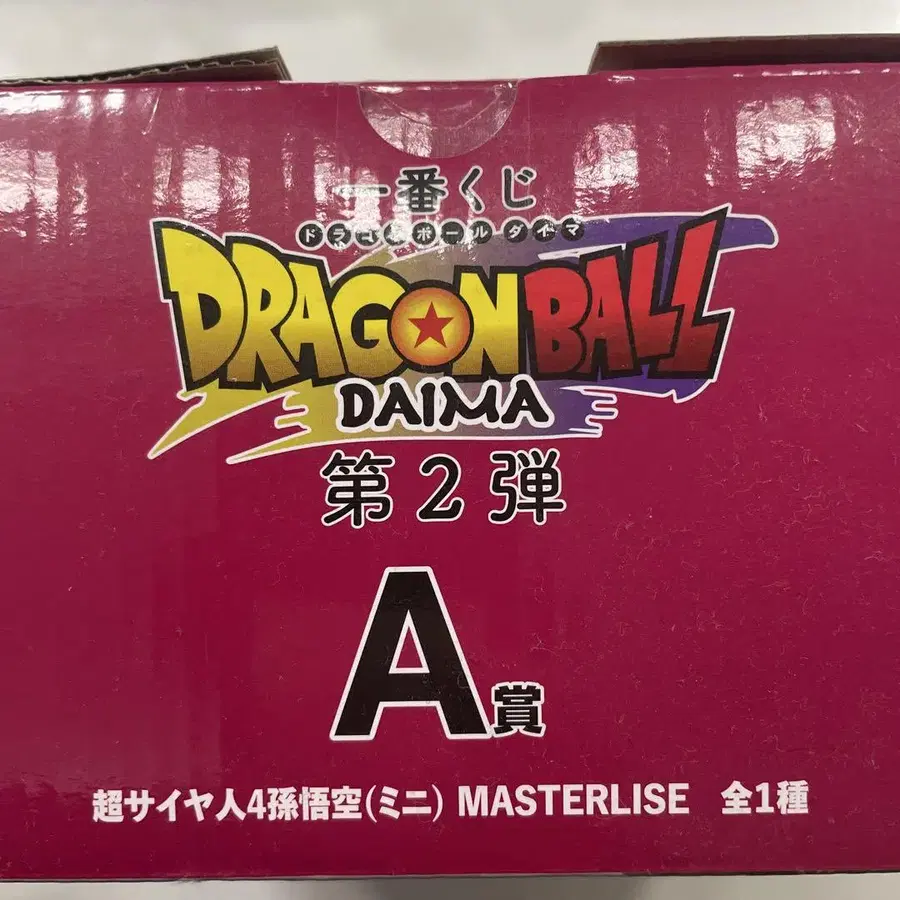 一番くじ
ドラゴンボールダイマ
DRAGON BALL
DAIMA
第2弾
A賞
超サイヤ人4孫悟空(ミニ) MASTERLISE 全1種